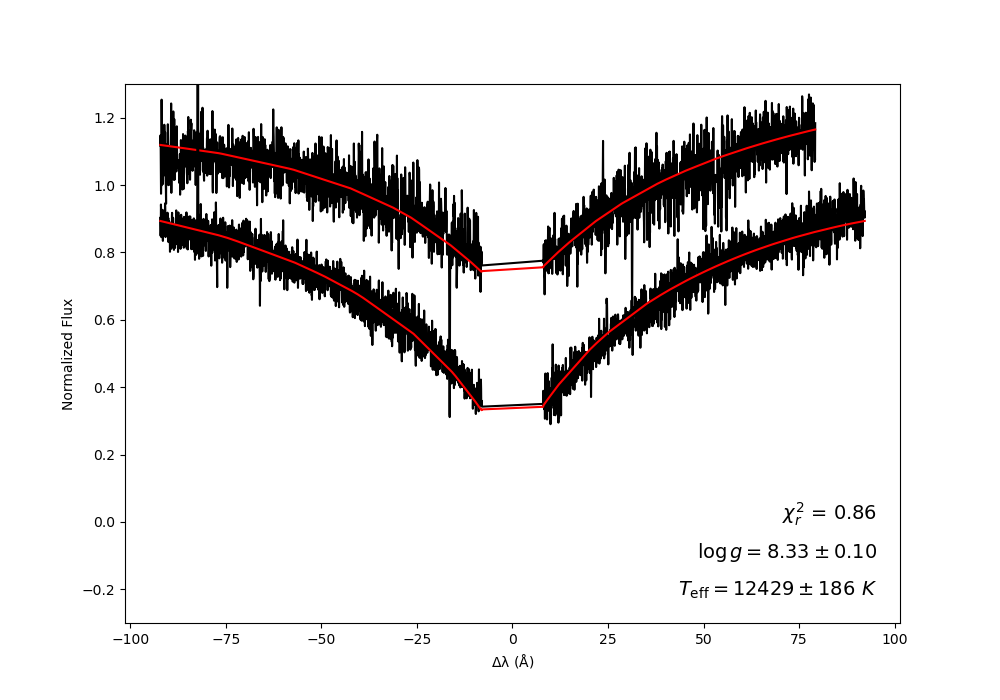 1.2
1.0
0.8
0.6
0.4
0.2
0.0
−0.2
Normalized Flux
χ²ᵣ = 0.86
log g = 8.33 ± 0.10
T_eff = 12429 ± 186 K
−100 −75 −50 −25 0 25 50 75 100
Δλ (Å)